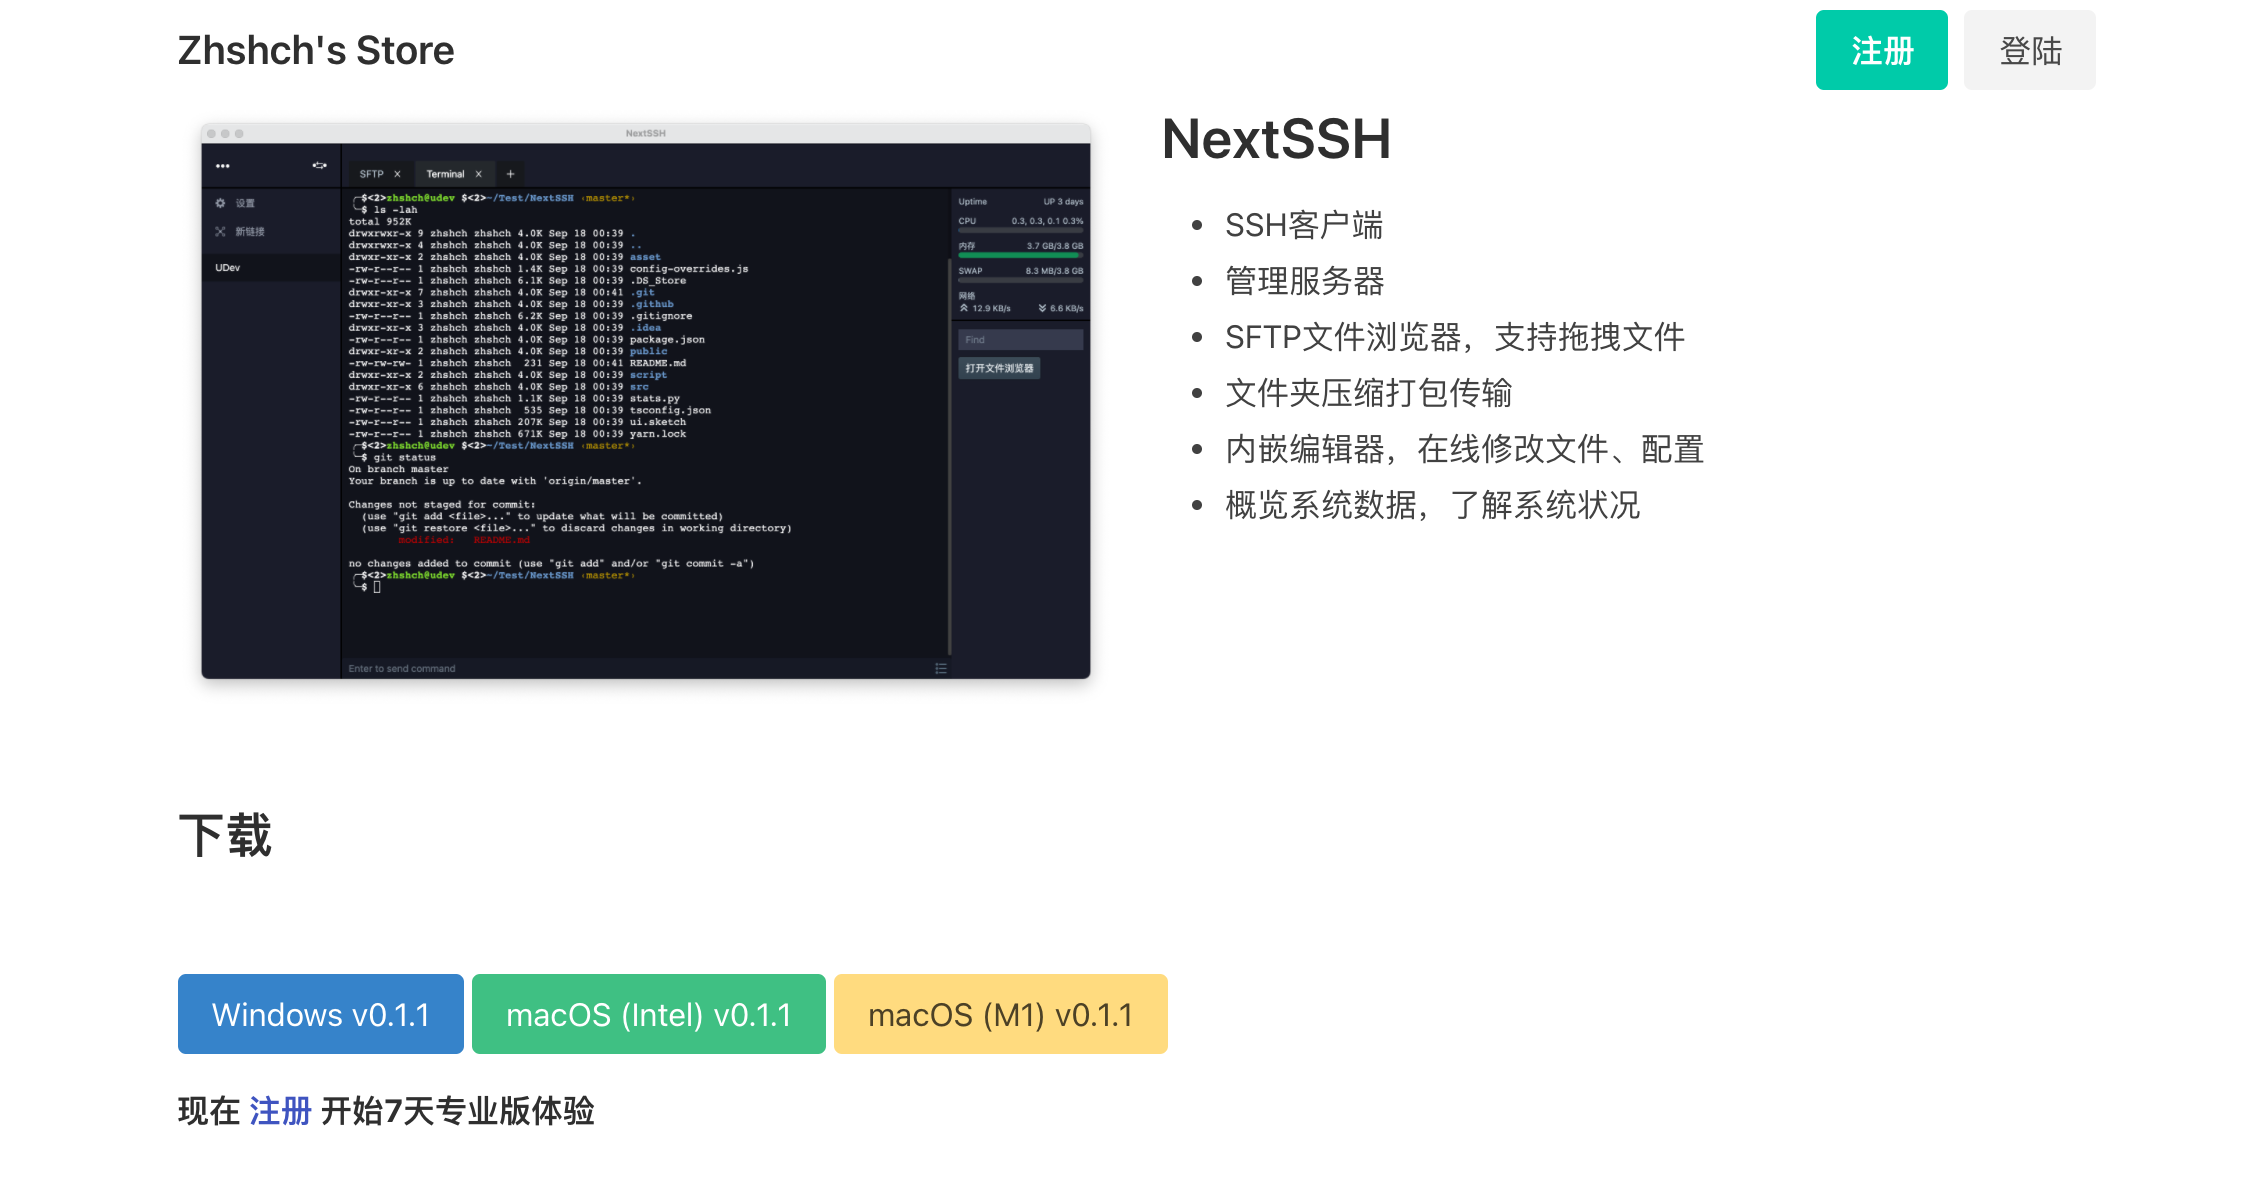 Zhshch's Store
注册
登陆
NextSSH
SFTP ×
Terminal ×
+
设置
新链接
UDev
╭─$<2>zhshch@udev $<2>~/Test/NextSSH ‹master*›
╰─$ ls -lah
total 952K
drwxrwxr-x 9 zhshch zhshch 4.0K Sep 18 00:39 .
drwxrwxr-x 4 zhshch zhshch 4.0K Sep 18 00:39 ..
drwxr-xr-x 2 zhshch zhshch 4.0K Sep 18 00:39 asset
-rw-r--r-- 1 zhshch zhshch 1.4K Sep 18 00:39 config-overrides.js
-rw-r--r-- 1 zhshch zhshch 6.1K Sep 18 00:39 .DS_Store
drwxr-xr-x 7 zhshch zhshch 4.0K Sep 18 00:41 .git
drwxr-xr-x 3 zhshch zhshch 4.0K Sep 18 00:39 .github
-rw-r--r-- 1 zhshch zhshch 6.2K Sep 18 00:39 .gitignore
drwxr-xr-x 3 zhshch zhshch 4.0K Sep 18 00:39 .idea
-rw-r--r-- 1 zhshch zhshch 4.0K Sep 18 00:39 package.json
drwxr-xr-x 2 zhshch zhshch 4.0K Sep 18 00:39 public
-rw-rw-rw- 1 zhshch zhshch 231 Sep 18 00:41 README.md
drwxr-xr-x 2 zhshch zhshch 4.0K Sep 18 00:39 script
drwxr-xr-x 6 zhshch zhshch 4.0K Sep 18 00:39 src
-rw-r--r-- 1 zhshch zhshch 1.1K Sep 18 00:39 stats.py
-rw-r--r-- 1 zhshch zhshch 535 Sep 18 00:39 tsconfig.json
-rw-r--r-- 1 zhshch zhshch 207K Sep 18 00:39 ui.sketch
-rw-r--r-- 1 zhshch zhshch 671K Sep 18 00:39 yarn.lock
╭─$<2>zhshch@udev $<2>~/Test/NextSSH ‹master*›
╰─$ git status
On branch master
Your branch is up to date with 'origin/master'.
Changes not staged for commit:
(use "git add <file>..." to update what will be committed)
(use "git restore <file>..." to discard changes in working directory)
modified: README.md
no changes added to commit (use "git add" and/or "git commit -a")
╭─$<2>zhshch@udev $<2>~/Test/NextSSH ‹master*›
╰─$
Enter to send command
Uptime UP 3 days
CPU 0.3, 0.3, 0.1 0.3%
内存 3.7 GB/3.8 GB
SWAP 8.3 MB/3.8 GB
网络
12.9 KB/s 6.6 KB/s
Find
打开文件浏览器
NextSSH
• SSH客户端
• 管理服务器
• SFTP文件浏览器，支持拖拽文件
• 文件夹压缩打包传输
• 内嵌编辑器，在线修改文件、配置
• 概览系统数据，了解系统状况
下载
Windows v0.1.1
macOS (Intel) v0.1.1
macOS (M1) v0.1.1
现在 注册 开始7天专业版体验